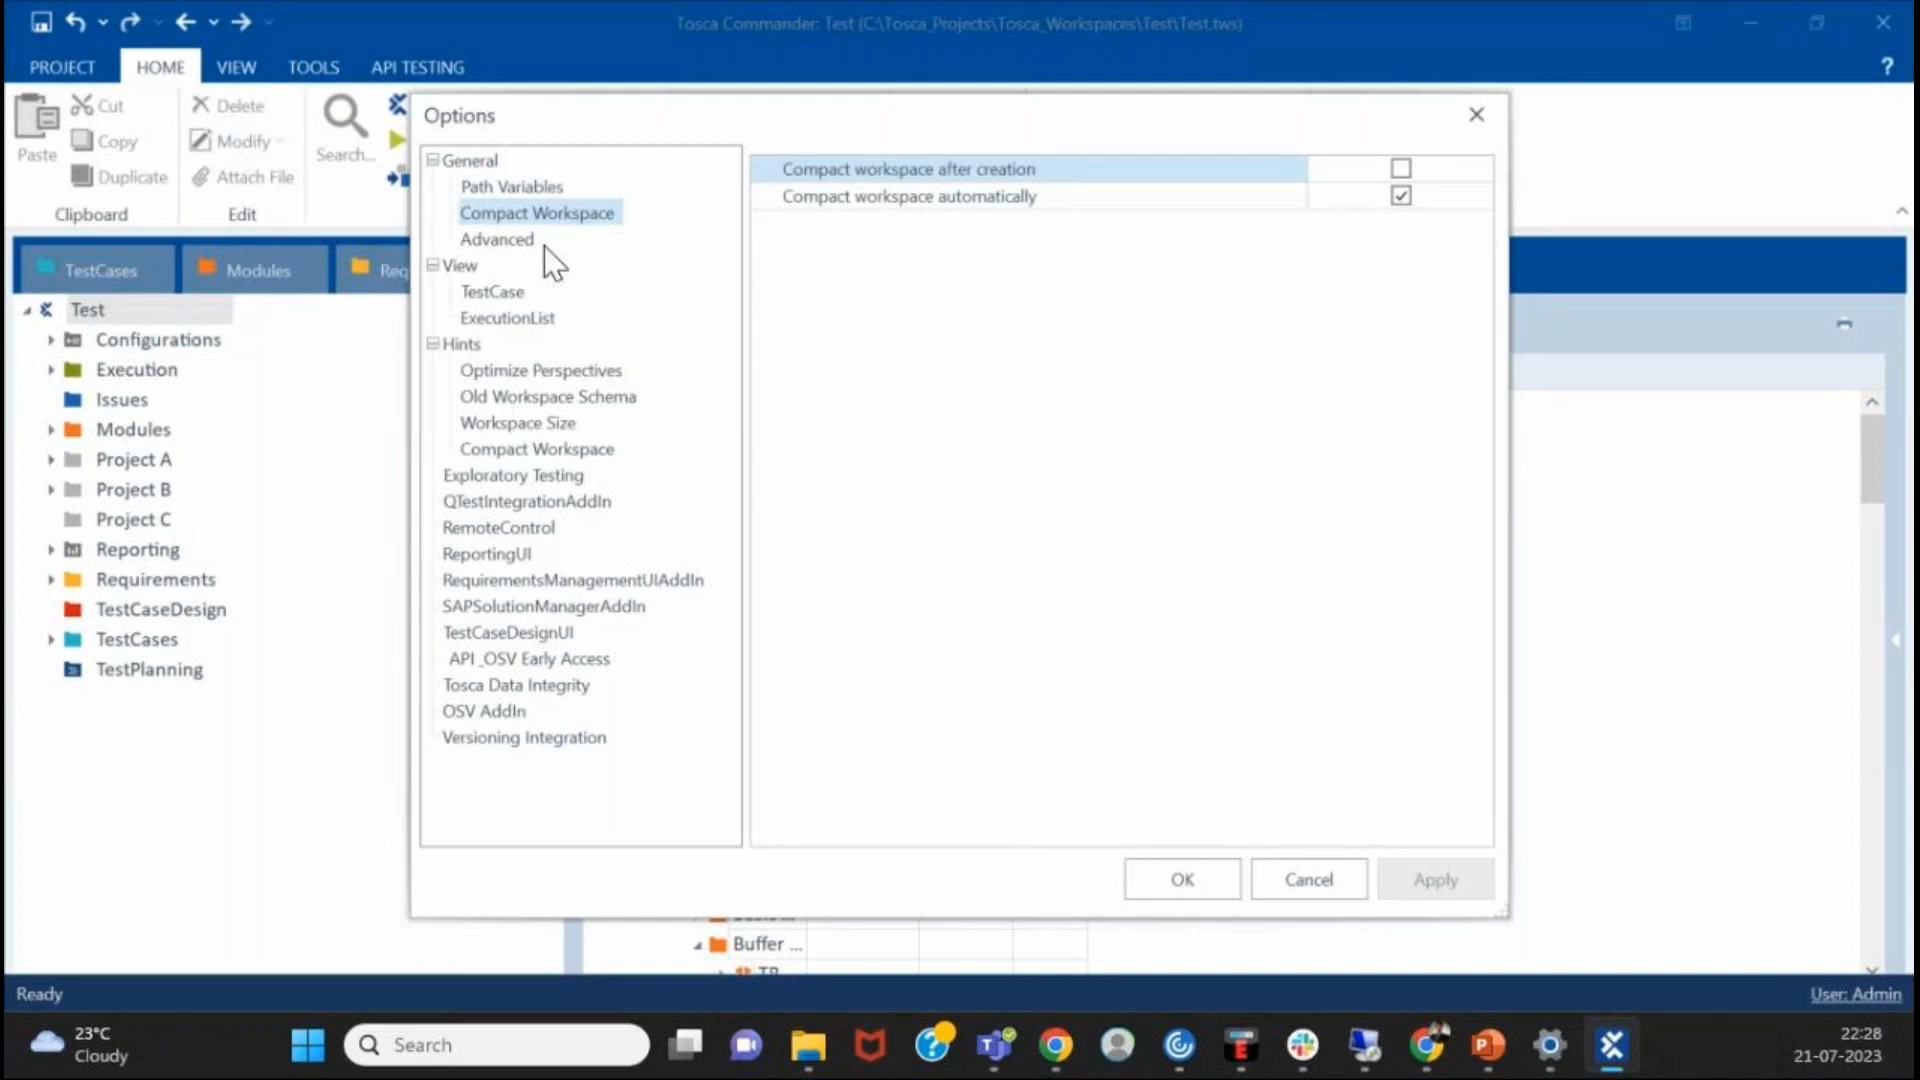 Tosca Commander: Test (C:\Tosca_Projects\Tosca_Workspaces\Test\Test.tws)
PROJECT HOME VIEW TOOLS API TESTING ?
Paste
Cut
Copy
Duplicate
Clipboard
Delete
Modify
Attach File
Edit
Search...
TestCases
Modules
Req
Test
Configurations
Execution
Issues
Modules
Project A
Project B
Project C
Reporting
Requirements
TestCaseDesign
TestCases
TestPlanning
Options
General
Path Variables
Compact Workspace
Advanced
View
TestCase
ExecutionList
Hints
Optimize Perspectives
Old Workspace Schema
Workspace Size
Compact Workspace
Exploratory Testing
QTestIntegrationAddIn
RemoteControl
ReportingUI
RequirementsManagementUIAddIn
SAPSolutionManagerAddIn
TestCaseDesignUI
API_OSV Early Access
Tosca Data Integrity
OSV AddIn
Versioning Integration
Compact workspace after creation
Compact workspace automatically
OK Cancel Apply
Buffer ...
Ready
User: Admin
23°C
Cloudy
Search
22:28
21-07-2023